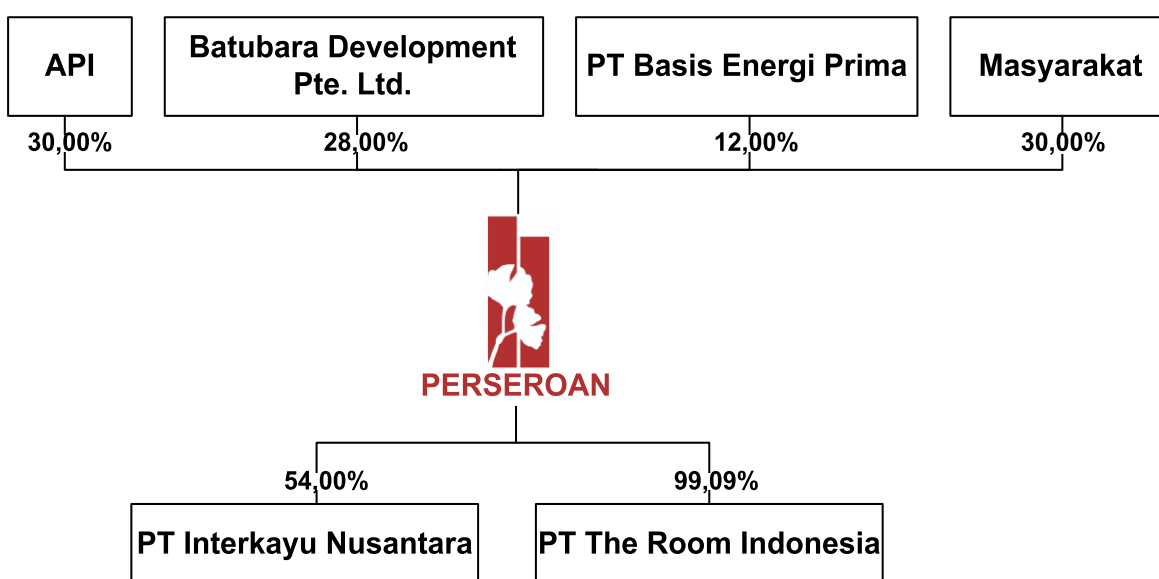 API
Batubara Development
Pte. Ltd.
PT Basis Energi Prima
Masyarakat
30,00%
28,00%
12,00%
30,00%
PERSEROAN
54,00%
99,09%
PT Interkayu Nusantara
PT The Room Indonesia